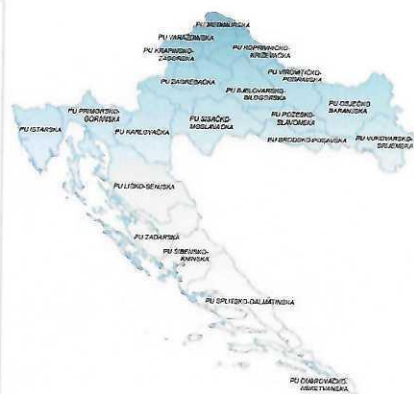 PU MEĐIMURSKA
PU VARAŽDINSKA
PU KRAPINSKO-
ZAGORSKA
PU KOPRIVNIČKO-
KRIŽEVAČKA
PU ZAGREBAČKA
PU VIROVITIČKO-
PODRAVSKA
PU BJELOVARSKO-
BILOGORSKA
PU OSJEČKO
BARANJSKA
PU PRIMORSKO-
GORANSKA
PU ISTARSKA
PU KARLOVAČKA
PU SISAČKO-
MOSLAVAČKA
PU POŽEŠKO-
SLAVONSKA
PU BRODSKO-POSAVSKA
PU VUKOVARSKO-
SRIJEMSKA
PU LIČKO-SENJSKA
PU ZADARSKA
PU ŠIBENSKO-
KNINSKA
PU SPLITSKO-DALMATINSKA
PU DUBROVAČKO-
NERETVANSKA